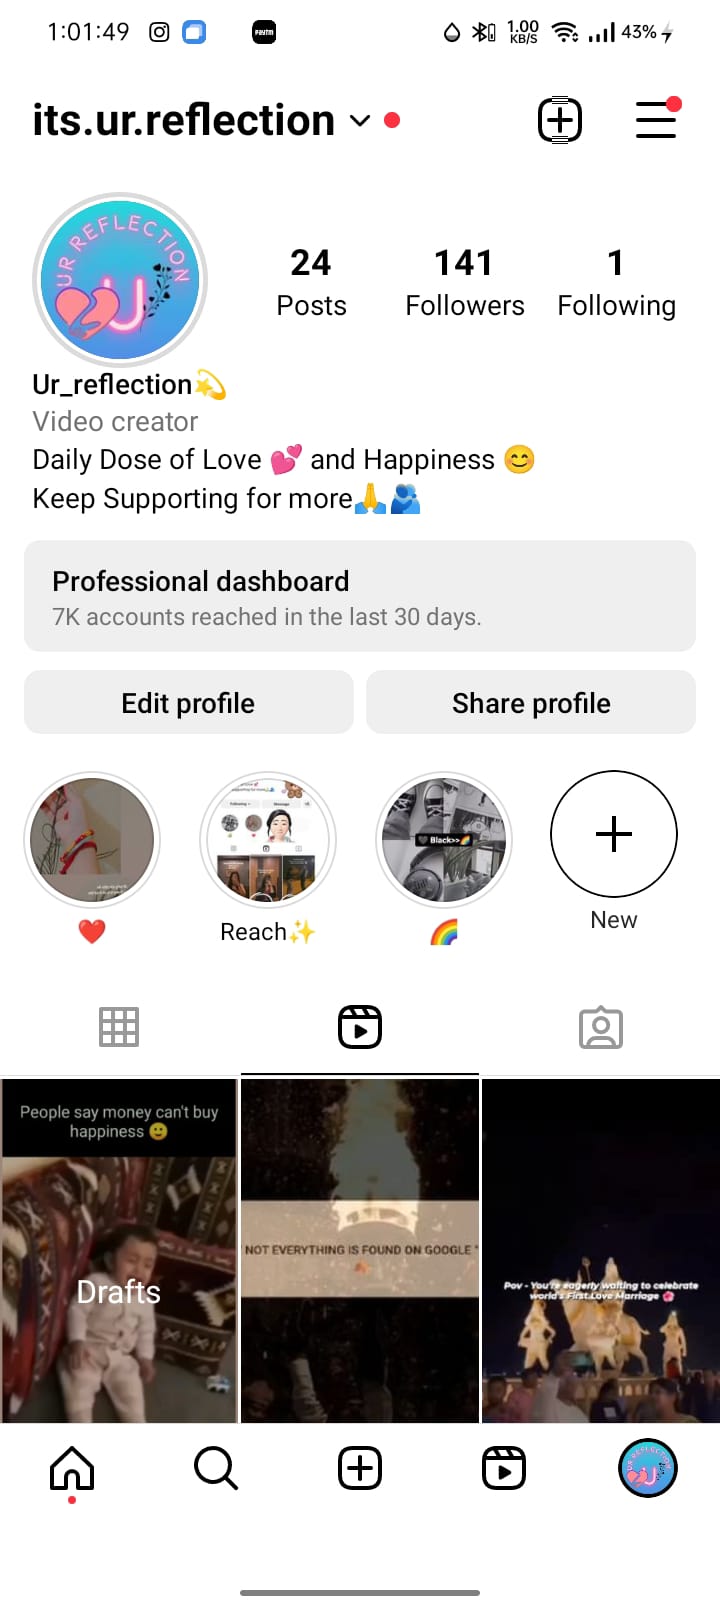 1:01:49
Paytm
1.00
KB/S
43%
its.ur.reflection
UR REFLECTION
U
24
Posts
141
Followers
1
Following
Ur_reflection💫
Video creator
Daily Dose of Love 💕 and Happiness 😊
Keep Supporting for more🙏🫂
Professional dashboard
7K accounts reached in the last 30 days.
Edit profile
Share profile
Following
Message
🖤 Black>>🌈
❤️
Reach✨
🌈
New
People say money can't buy
happiness 🙂
Drafts
NOT EVERYTHING IS FOUND ON GOOGLE "
Pov - You're eagerly waiting to celebrate
world's First Love Marriage 🌺